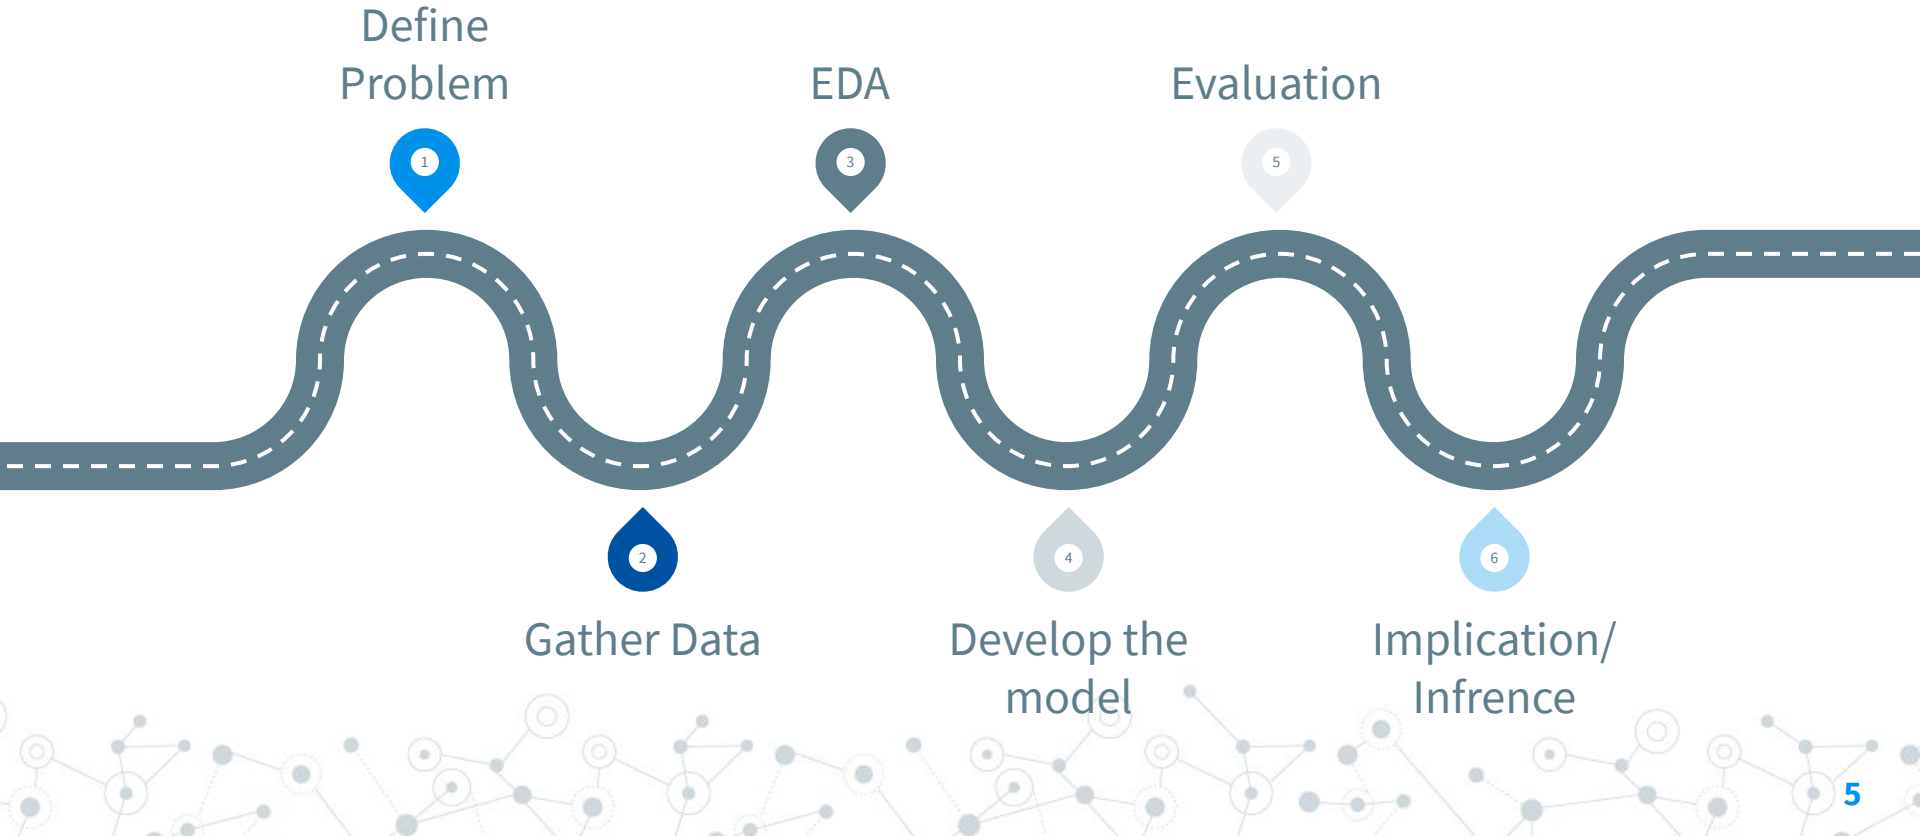 Define
Problem
EDA
Evaluation
1
3
5
2
4
6
Gather Data
Develop the
model
Implication/
Infrence
5